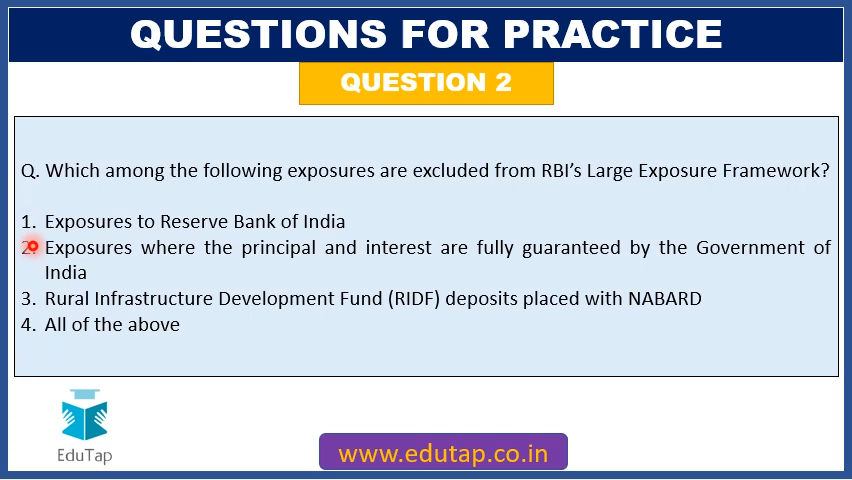 QUESTIONS FOR PRACTICE
QUESTION 2
Q. Which among the following exposures are excluded from RBI's Large Exposure Framework?
1. Exposures to Reserve Bank of India
2. Exposures where the principal and interest are fully guaranteed by the Government of
India
3. Rural Infrastructure Development Fund (RIDF) deposits placed with NABARD
4. All of the above
EduTap
www.edutap.co.in